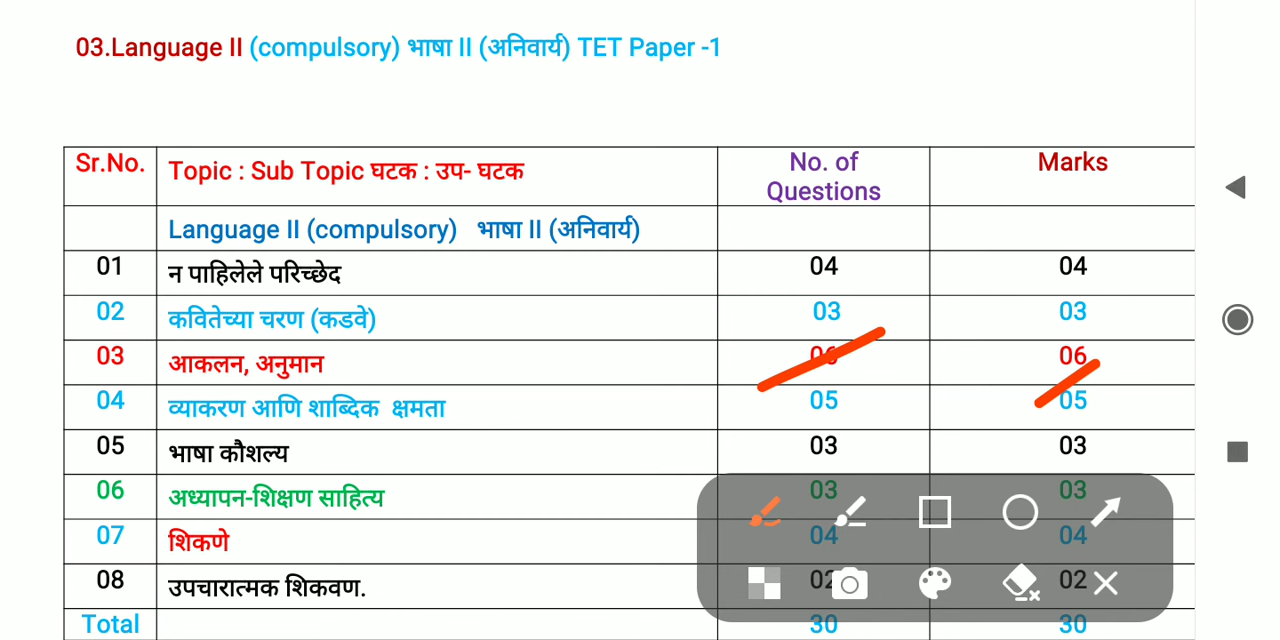 03.Language II (compulsory) भाषा II (अनिवार्य) TET Paper -1
Sr.No. Topic : Sub Topic घटक : उप- घटक No. of Questions Marks
Language II (compulsory) भाषा II (अनिवार्य)
01 न पाहिलेले परिच्छेद 04 04
02 कवितेच्या चरण (कडवे) 03 03
03 आकलन, अनुमान 06 06
04 व्याकरण आणि शाब्दिक क्षमता 05 05
05 भाषा कौशल्य 03 03
06 अध्यापन-शिक्षण साहित्य 03 03
07 शिकणे 04 04
08 उपचारात्मक शिकवण. 02 02
Total 30 30